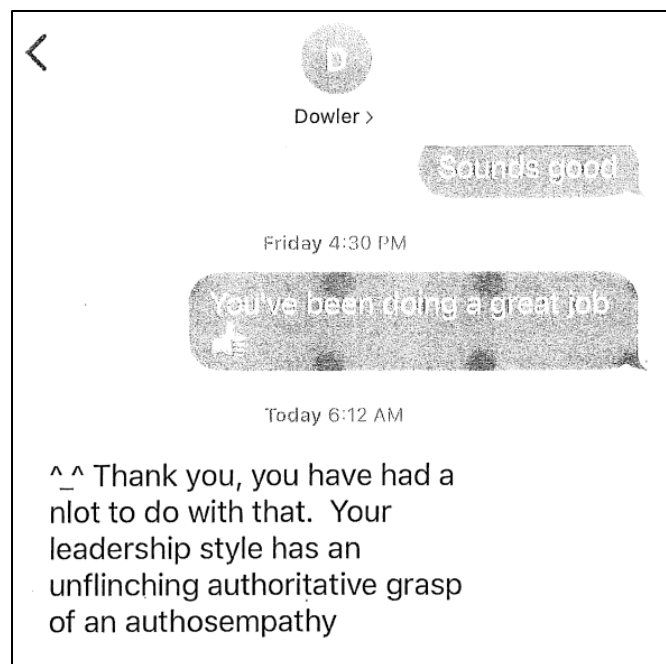 D
Dowler >
Sounds good
Friday 4:30 PM
You've been doing a great job
👍
Today 6:12 AM
^_^ Thank you, you have had a
nlot to do with that.  Your
leadership style has an
unflinching authoritative grasp
of an authosempathy